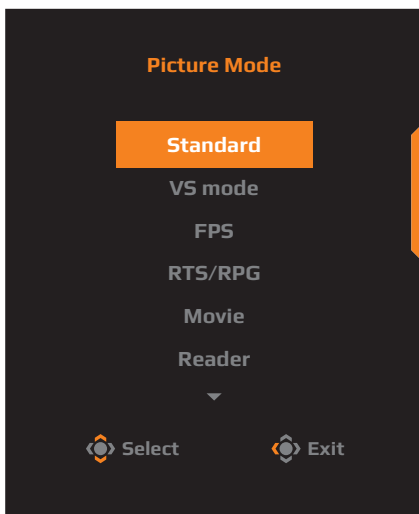 Picture Mode
Standard
VS mode
FPS
RTS/RPG
Movie
Reader
Select Exit